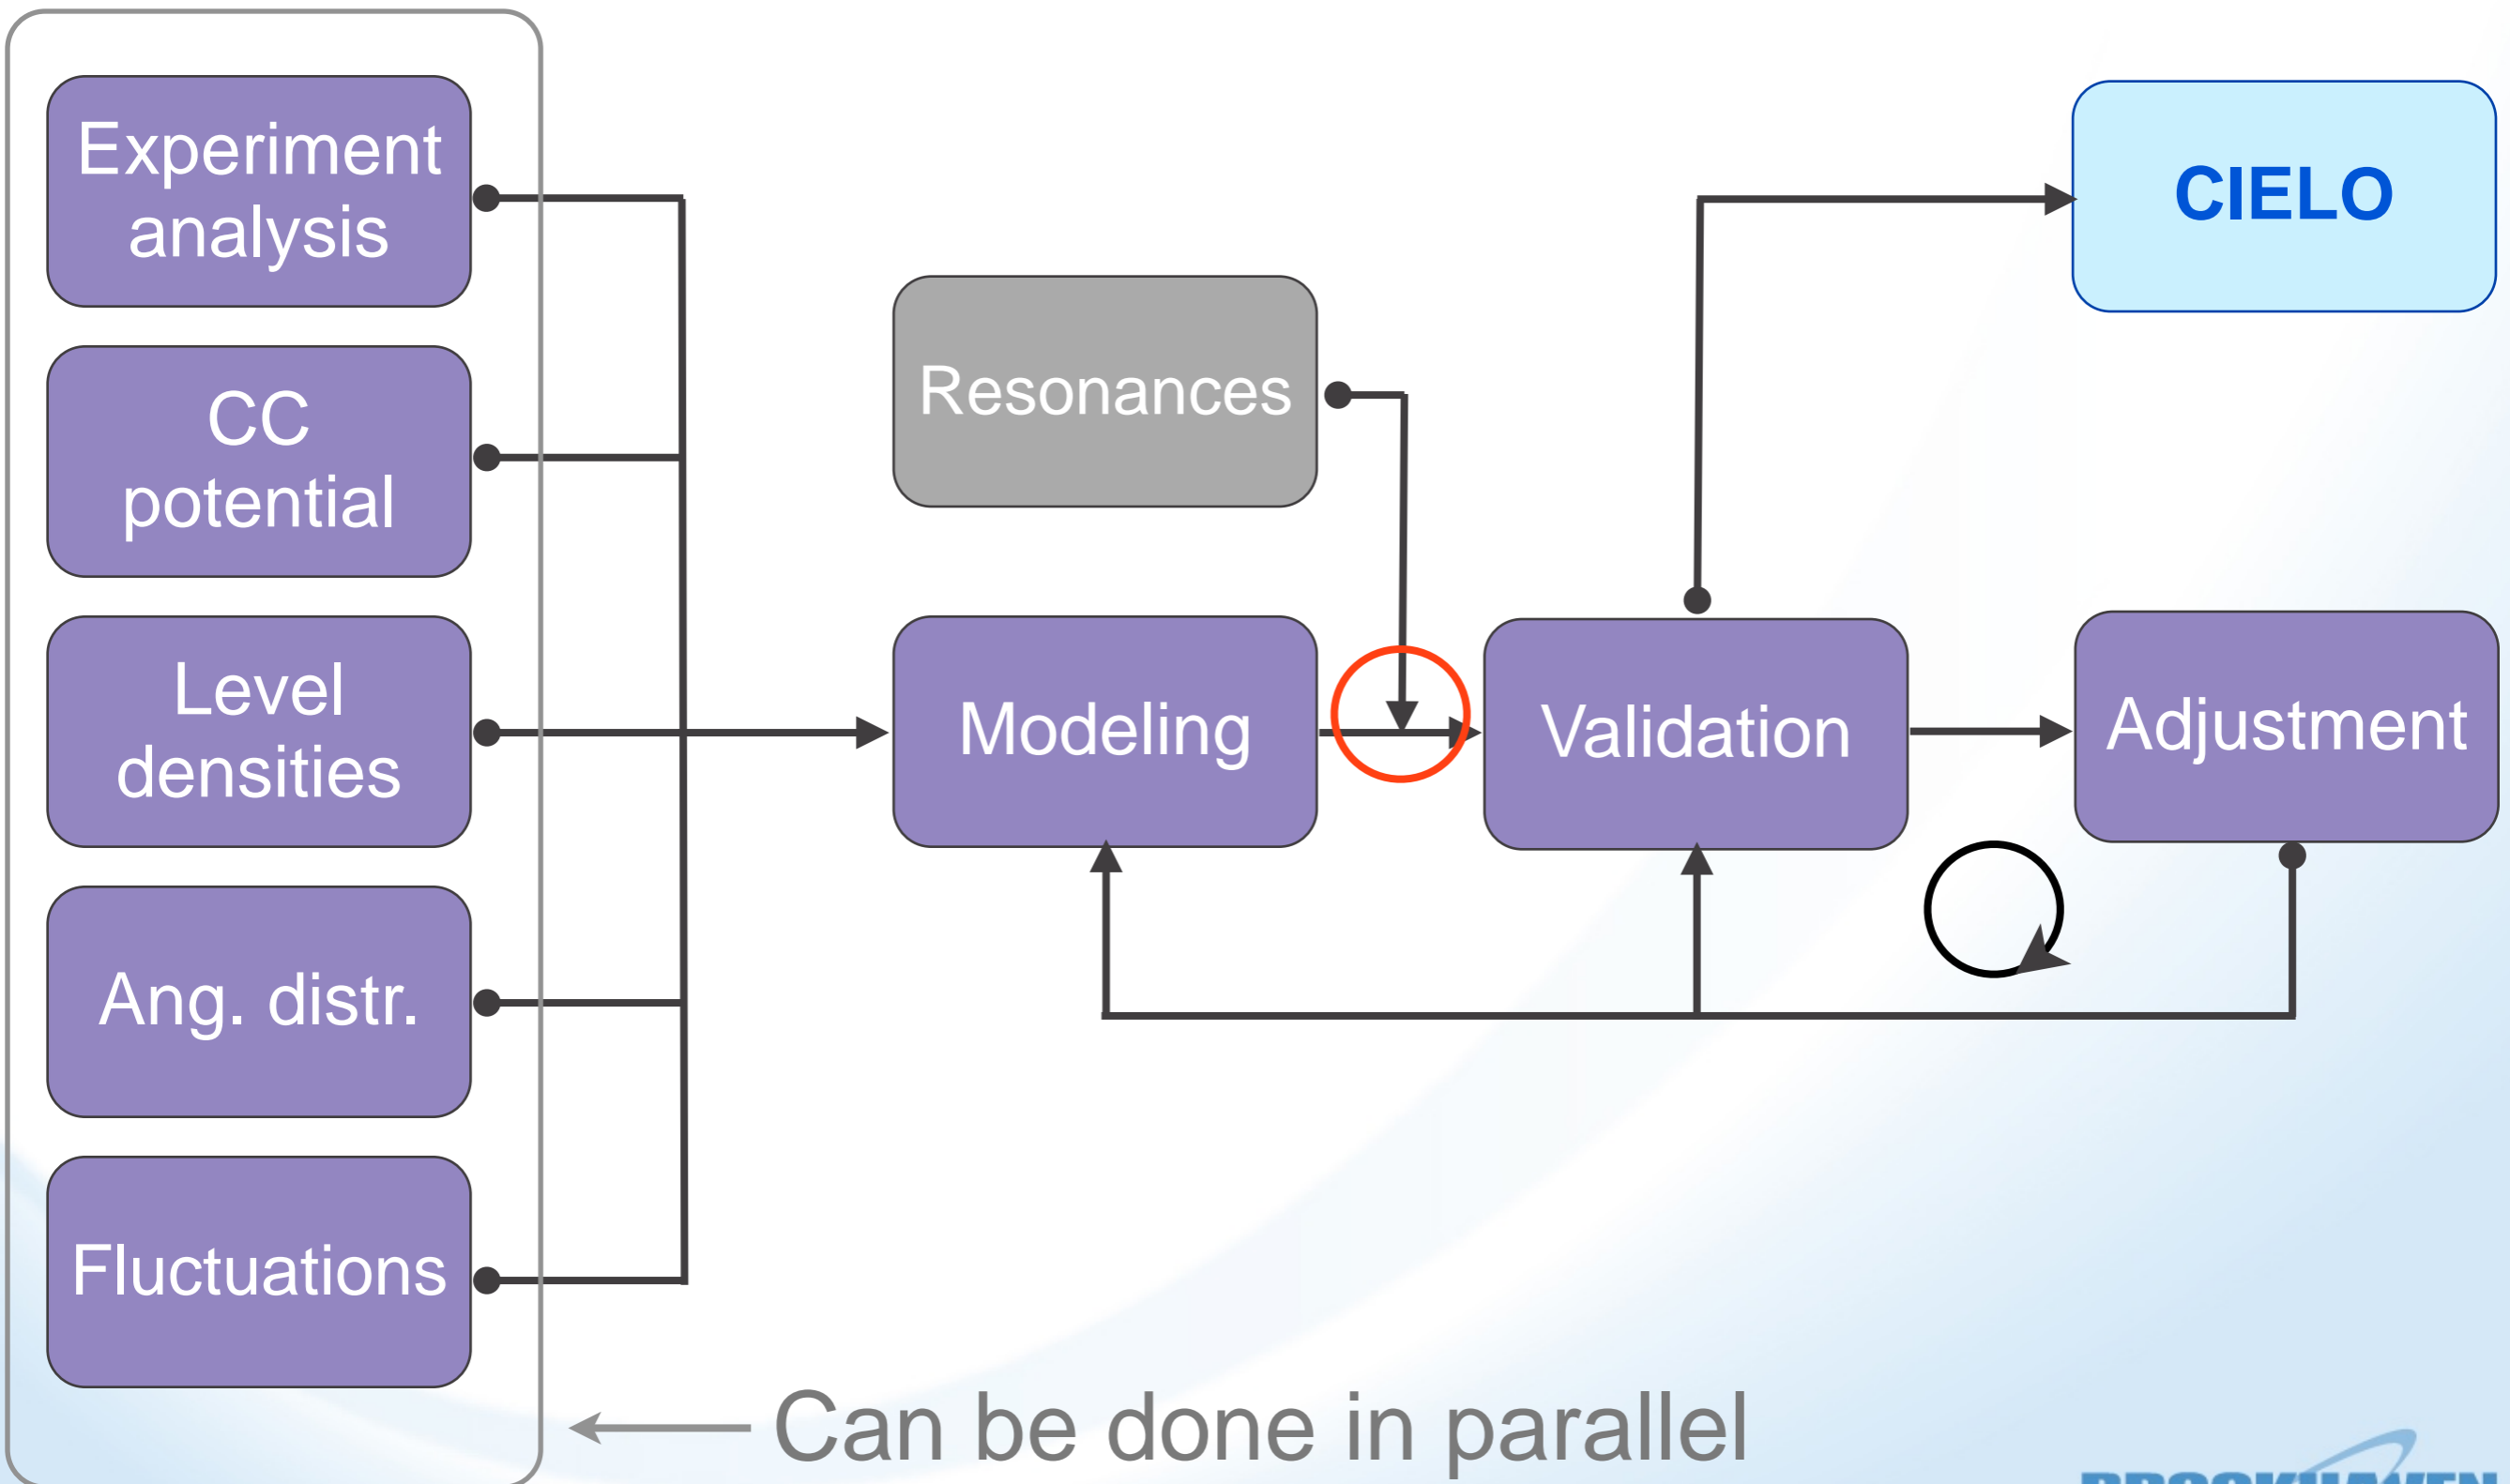 Experiment
analysis
CC
potential
Level
densities
Ang. distr.
Fluctuations
Resonances
Modeling
Validation
Adjustment
CIELO
Can be done in parallel